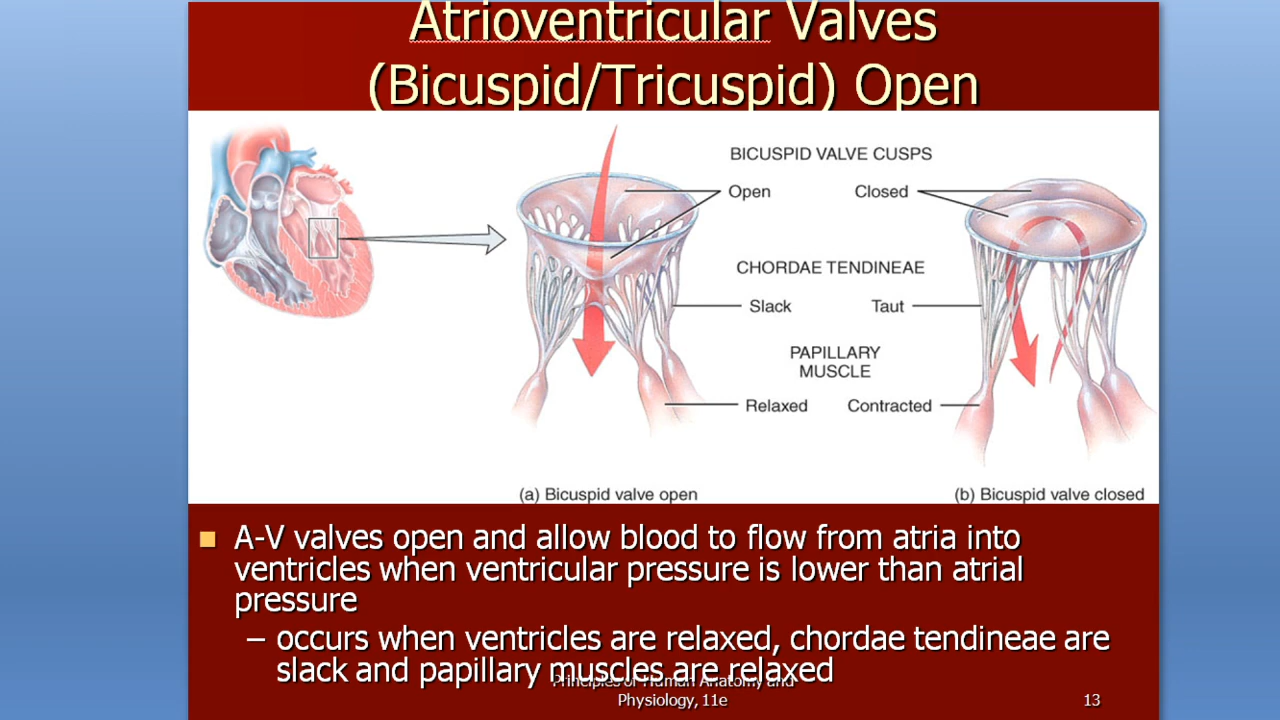 Atrioventricular Valves
(Bicuspid/Tricuspid) Open
BICUSPID VALVE CUSPS
Open Closed
CHORDAE TENDINEAE
Slack Taut
PAPILLARY
MUSCLE
Relaxed Contracted
(a) Bicuspid valve open (b) Bicuspid valve closed
A-V valves open and allow blood to flow from atria into
ventricles when ventricular pressure is lower than atrial
pressure
– occurs when ventricles are relaxed, chordae tendineae are
slack and papillary muscles are relaxed
Principles of Human Anatomy and
Physiology, 11e 13